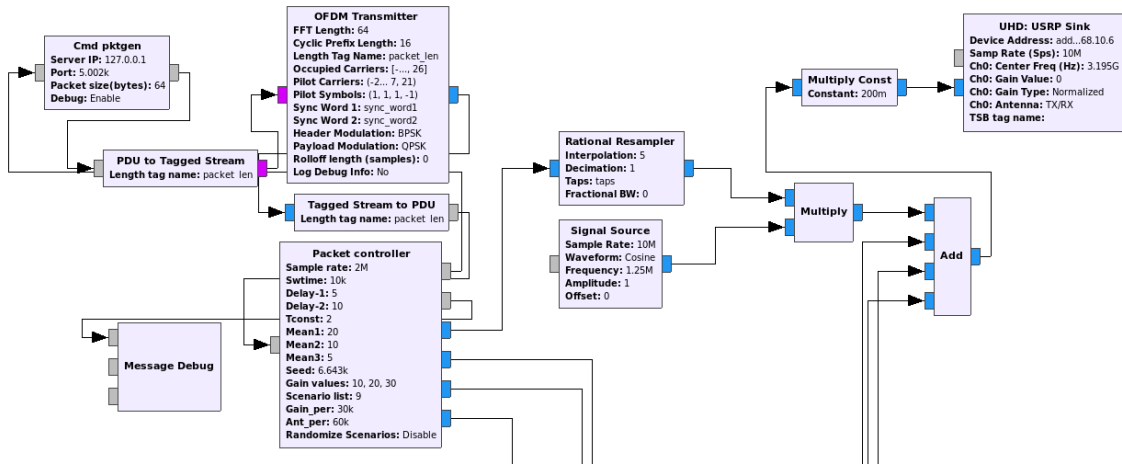 Cmd pktgen
Server IP: 127.0.0.1
Port: 5.002k
Packet size(bytes): 64
Debug: Enable
PDU to Tagged Stream
Length tag name: packet_len
OFDM Transmitter
FFT Length: 64
Cyclic Prefix Length: 16
Length Tag Name: packet_len
Occupied Carriers: [-..., 26]
Pilot Carriers: (-2... 7, 21)
Pilot Symbols: (1, 1, 1, -1)
Sync Word 1: sync_word1
Sync Word 2: sync_word2
Header Modulation: BPSK
Payload Modulation: QPSK
Rolloff length (samples): 0
Log Debug Info: No
Tagged Stream to PDU
Length tag name: packet_len
Packet controller
Sample rate: 2M
Swtime: 10k
Delay-1: 5
Delay-2: 10
Tconst: 2
Mean1: 20
Mean2: 10
Mean3: 5
Seed: 6.643k
Gain values: 10, 20, 30
Scenario list: 9
Gain_per: 30k
Ant_per: 60k
Randomize Scenarios: Disable
Message Debug
Rational Resampler
Interpolation: 5
Decimation: 1
Taps: taps
Fractional BW: 0
Signal Source
Sample Rate: 10M
Waveform: Cosine
Frequency: 1.25M
Amplitude: 1
Offset: 0
Multiply
Add
Multiply Const
Constant: 200m
UHD: USRP Sink
Device Address: add...68.10.6
Samp Rate (Sps): 10M
Ch0: Center Freq (Hz): 3.195G
Ch0: Gain Value: 0
Ch0: Gain Type: Normalized
Ch0: Antenna: TX/RX
TSB tag name: